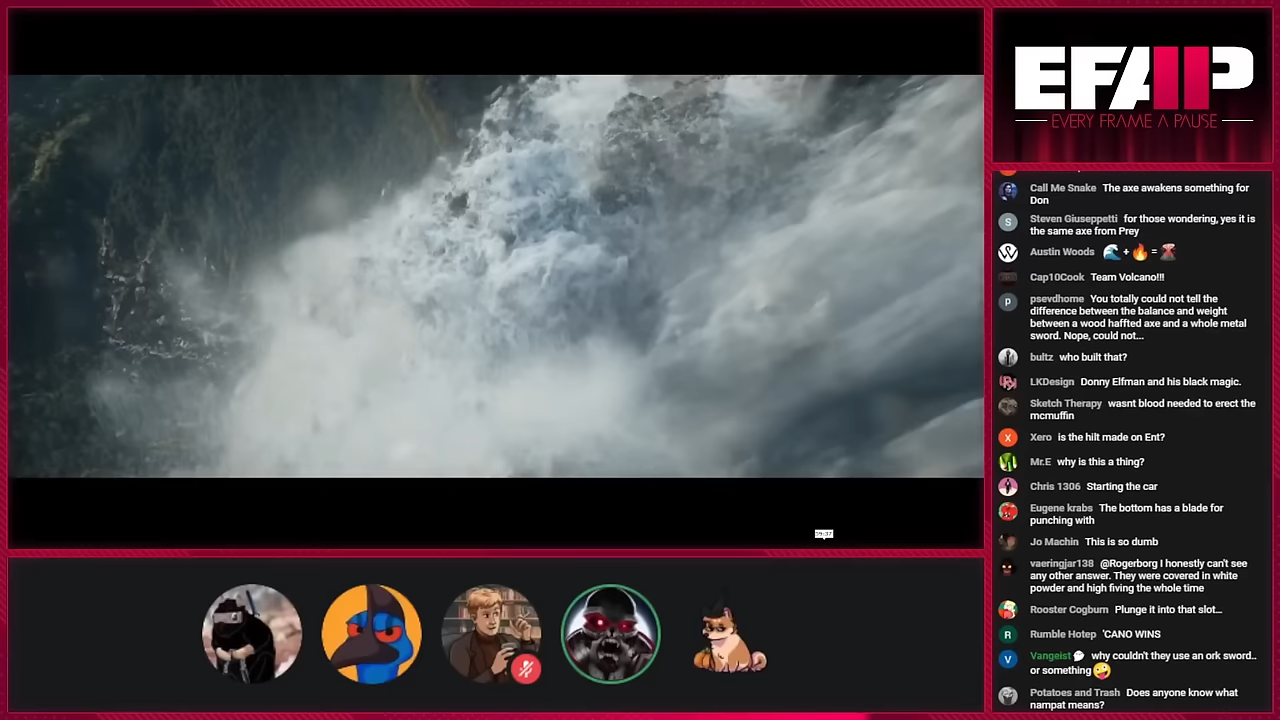 EFAP
EVERY FRAME A PAUSE
Call Me Snake The axe awakens something for
Don
Steven Giuseppetti for those wondering, yes it is
the same axe from Prey
Austin Woods 🌊 + 🔥 = 🌋
Cap10Cook Team Volcano!!!
psevdhome You totally could not tell the
difference between the balance and weight
between a wood haffted axe and a whole metal
sword. Nope, could not...
bultz who built that?
LKDesign Donny Elfman and his black magic.
Sketch Therapy wasnt blood needed to erect the
mcmuffin
Xero is the hilt made on Ent?
Mr.E why is this a thing?
Chris 1306 Starting the car
Eugene krabs The bottom has a blade for
punching with
Jo Machin This is so dumb
vaeringjar138 @Rogerborg I honestly can't see
any other answer. They were covered in white
powder and high fiving the whole time
Rooster Cogburn Plunge it into that slot...
Rumble Hotep 'CANO WINS
Vangeist why couldn't they use an ork sword..
or something 🤪
Potatoes and Trash Does anyone know what
nampat means?